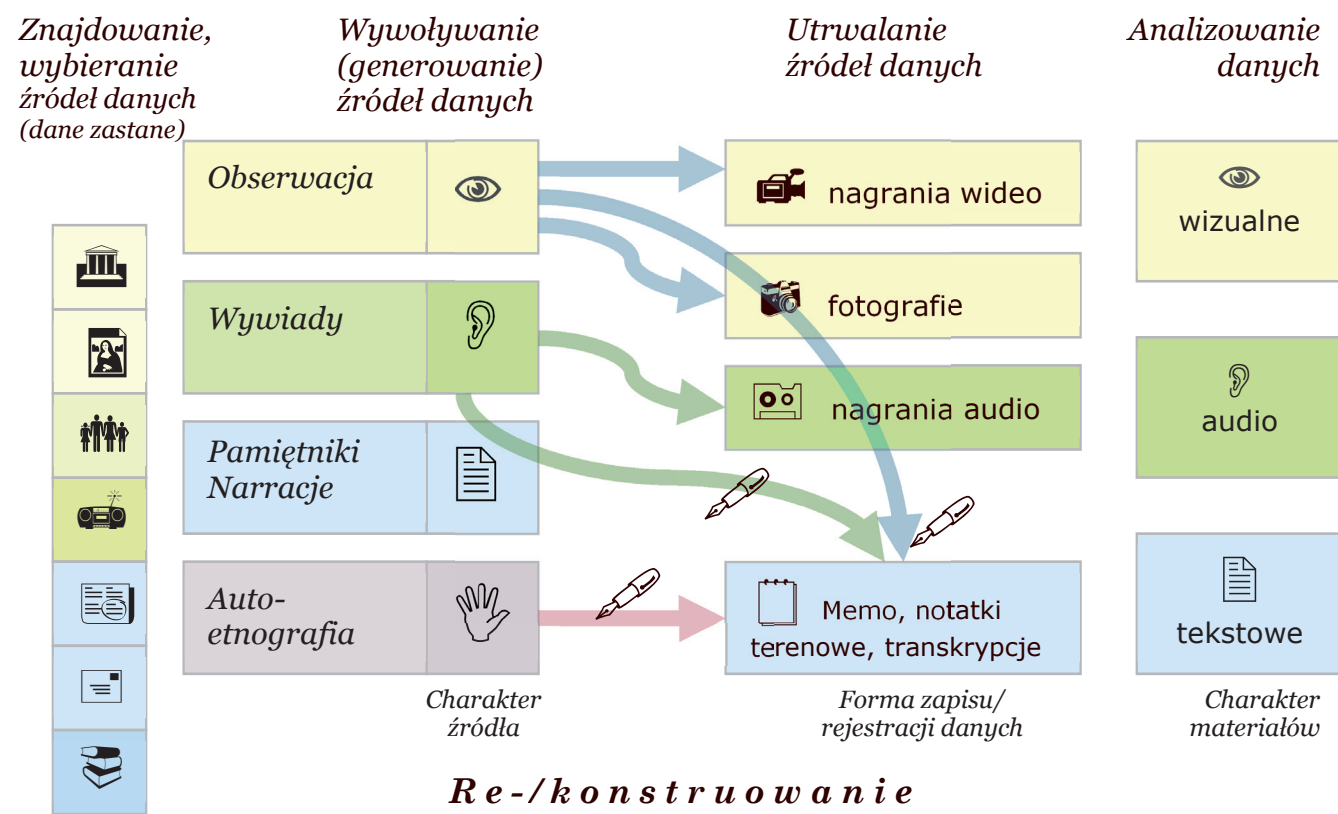 Znajdowanie,
wybieranie
źródeł danych
(dane zastane)
Wywoływanie
(generowanie)
źródeł danych
Utrwalanie
źródeł danych
Analizowanie
danych
Obserwacja
Wywiady
Pamiętniki
Narracje
Auto-
etnografia
Charakter
źródła
nagrania wideo
fotografie
nagrania audio
Memo, notatki
terenowe, transkrypcje
Forma zapisu/
rejestracji danych
wizualne
audio
tekstowe
Charakter
materiałów
Re-/konstruowanie